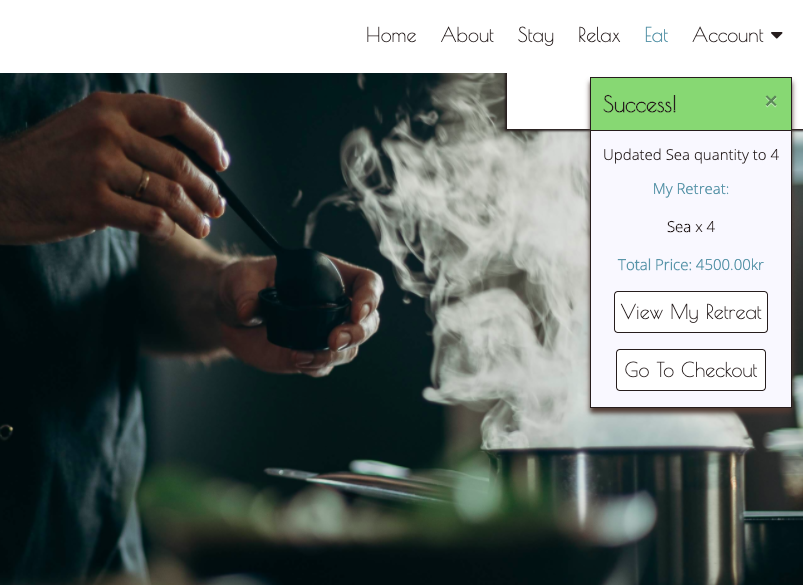 Home About Stay Relax Eat Account
Success! ×
Updated Sea quantity to 4
My Retreat:
Sea x 4
Total Price: 4500.00kr
View My Retreat
Go To Checkout